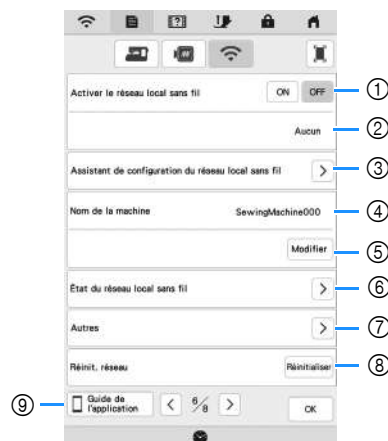 Activer le réseau local sans fil ON OFF ①
Aucun ②
Assistant de configuration du réseau local sans fil > ③
Nom de la machine SewingMachine000 ④
Modifier ⑤
État du réseau local sans fil > ⑥
Autres > ⑦
Réinit. réseau Réinitialiser ⑧
⑨ Guide de
l'application < 6/8 > OK